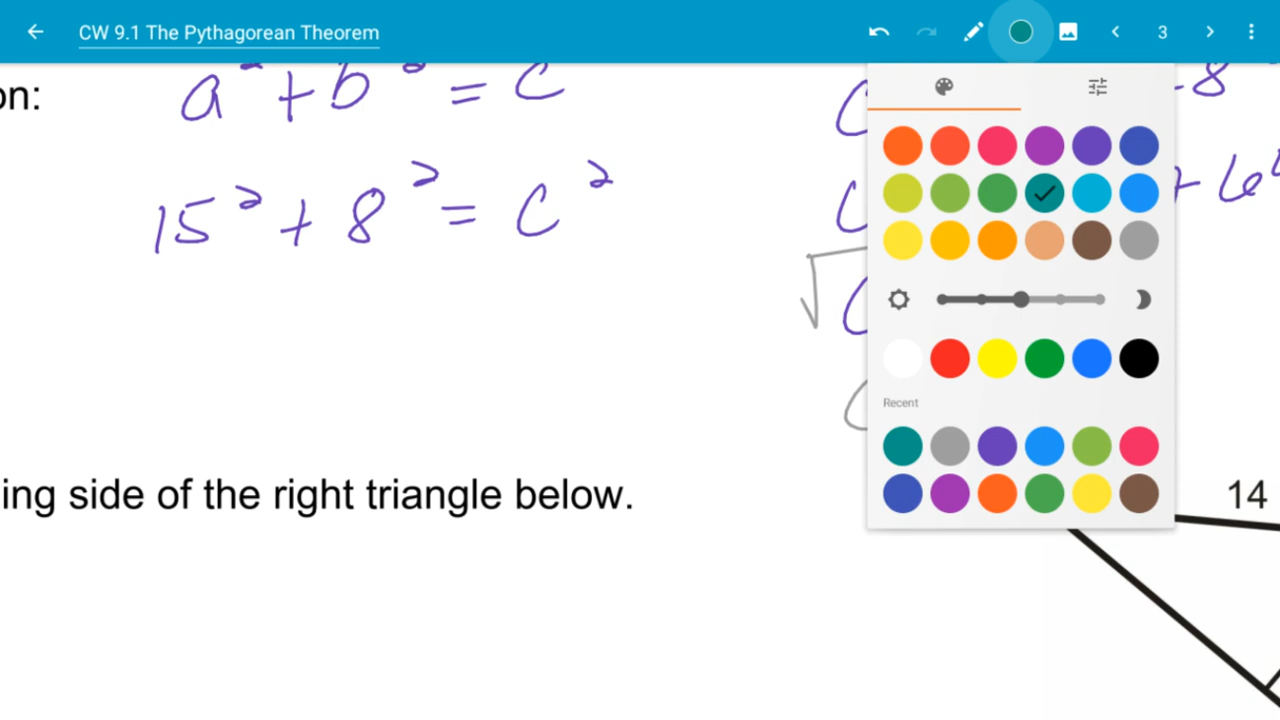 CW 9.1 The Pythagorean Theorem
3
on:
a² + b² = c
15² + 8² = c²
Recent
ing side of the right triangle below.
14